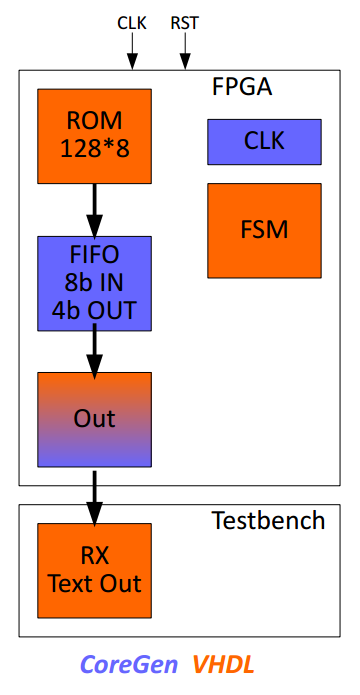 CLK RST
FPGA
ROM
128*8
CLK
FSM
FIFO
8b IN
4b OUT
Out
Testbench
RX
Text Out
CoreGen VHDL